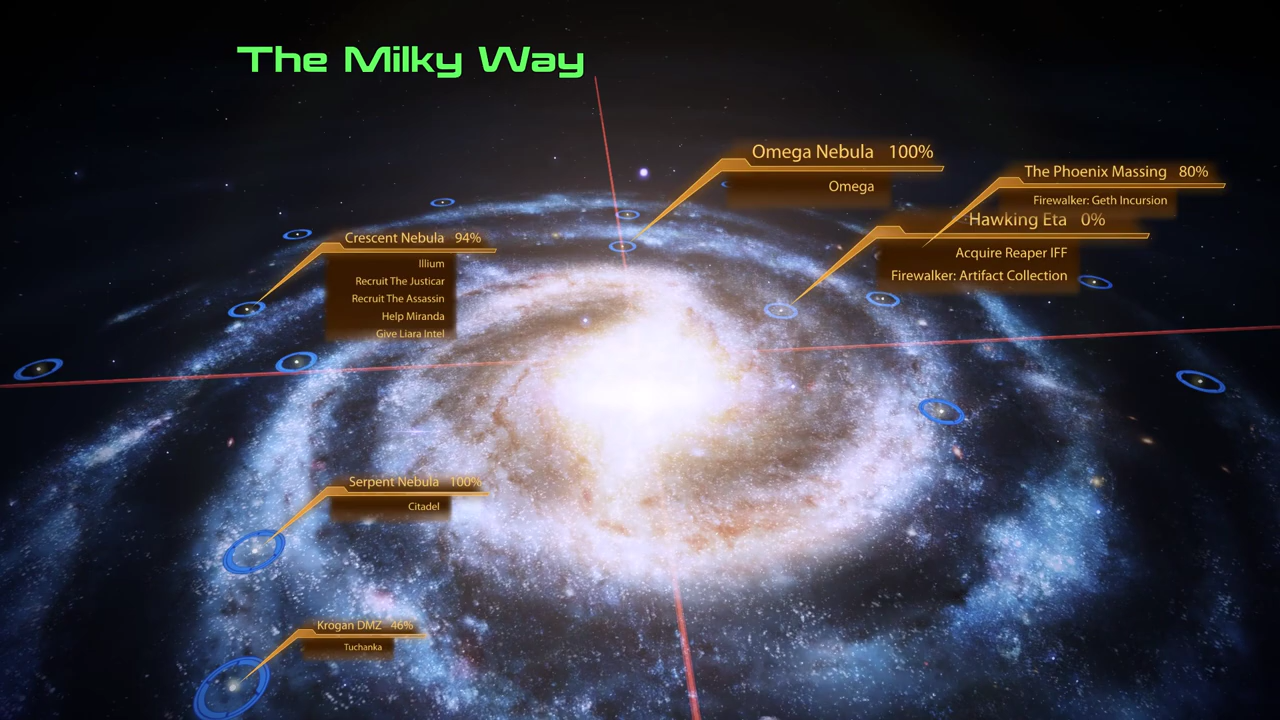 The Milky Way
Omega Nebula 100%
Omega
The Phoenix Massing 80%
Firewalker: Geth Incursion
Hawking Eta 0%
Acquire Reaper IFF
Firewalker: Artifact Collection
Crescent Nebula 94%
Illium
Recruit The Justicar
Recruit The Assassin
Help Miranda
Give Liara Intel
Serpent Nebula 100%
Citadel
Krogan DMZ 46%
Tuchanka